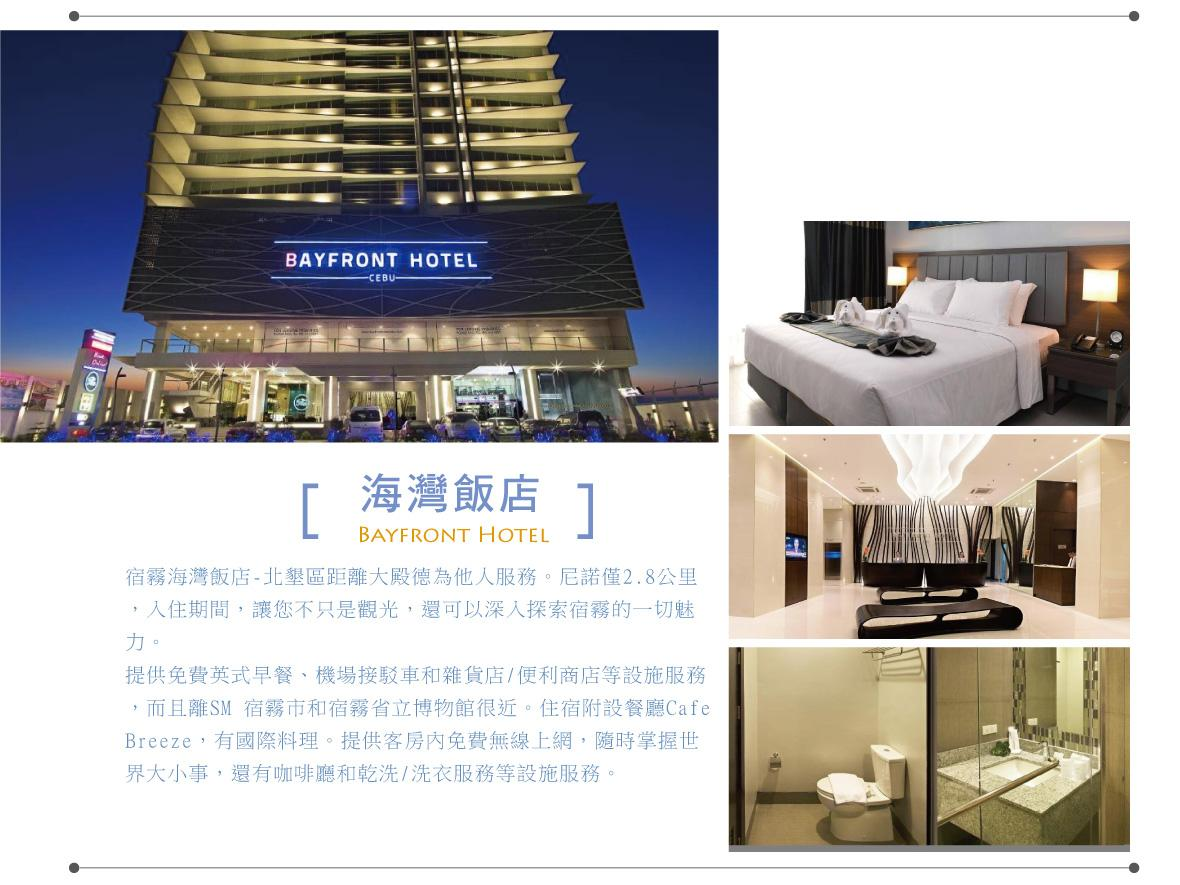 BAYFRONT HOTEL
CEBU
海灣飯店
BAYFRONT HOTEL
宿霧海灣飯店-北墾區距離大殿德為他人服務。尼諾僅2.8公里
，入住期間，讓您不只是觀光，還可以深入探索宿霧的一切魅
力。
提供免費英式早餐、機場接駁車和雜貨店/便利商店等設施服務
，而且離SM 宿霧市和宿霧省立博物館很近。住宿附設餐廳Cafe
Breeze，有國際料理。提供客房內免費無線上網，隨時掌握世
界大小事，還有咖啡廳和乾洗/洗衣服務等設施服務。